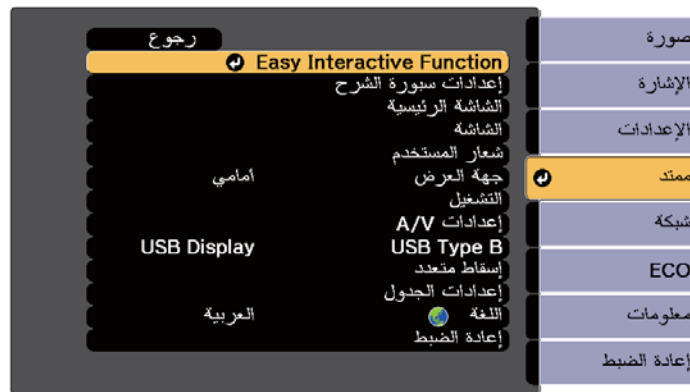 صورة
الإشارة
الإعدادات
ممتد
شبكة
ECO
معلومات
إعادة الضبط
رجوع
Easy Interactive Function
إعدادات سبورة الشرح
الشاشة الرئيسية
الشاشة
شعار المستخدم
جهة العرض أمامي
التشغيل
إعدادات A/V
USB Type B USB Display
إسقاط متعدد
إعدادات الجدول
اللغة العربية
إعادة الضبط